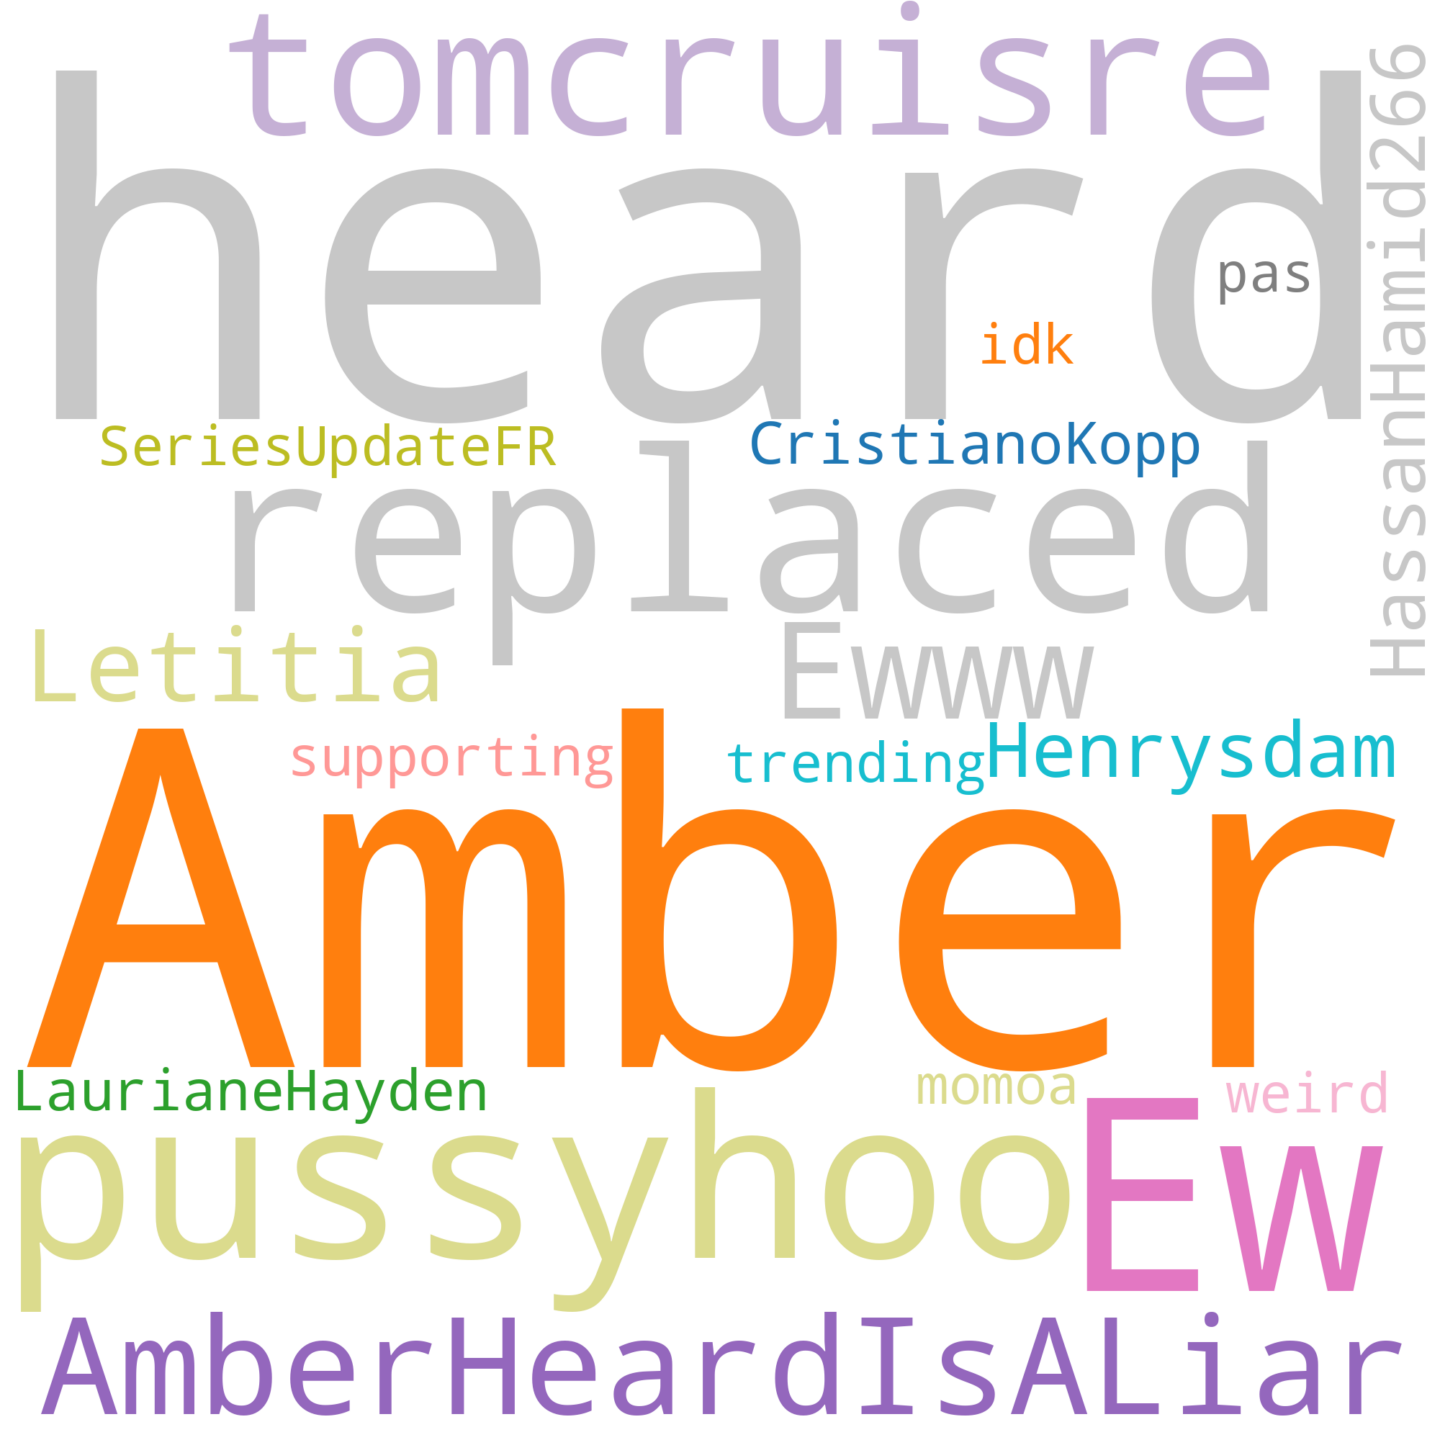 tomcruisre
heard
HassanHamid266
pas
idk
SeriesUpdateFR
CristianoKopp
replaced
Letitia
Ewww
supporting
trending
Henrysdam
Amber
LaurianeHayden
momoa
weird
pussyhoo
Ew
AmberHeardIsALiar